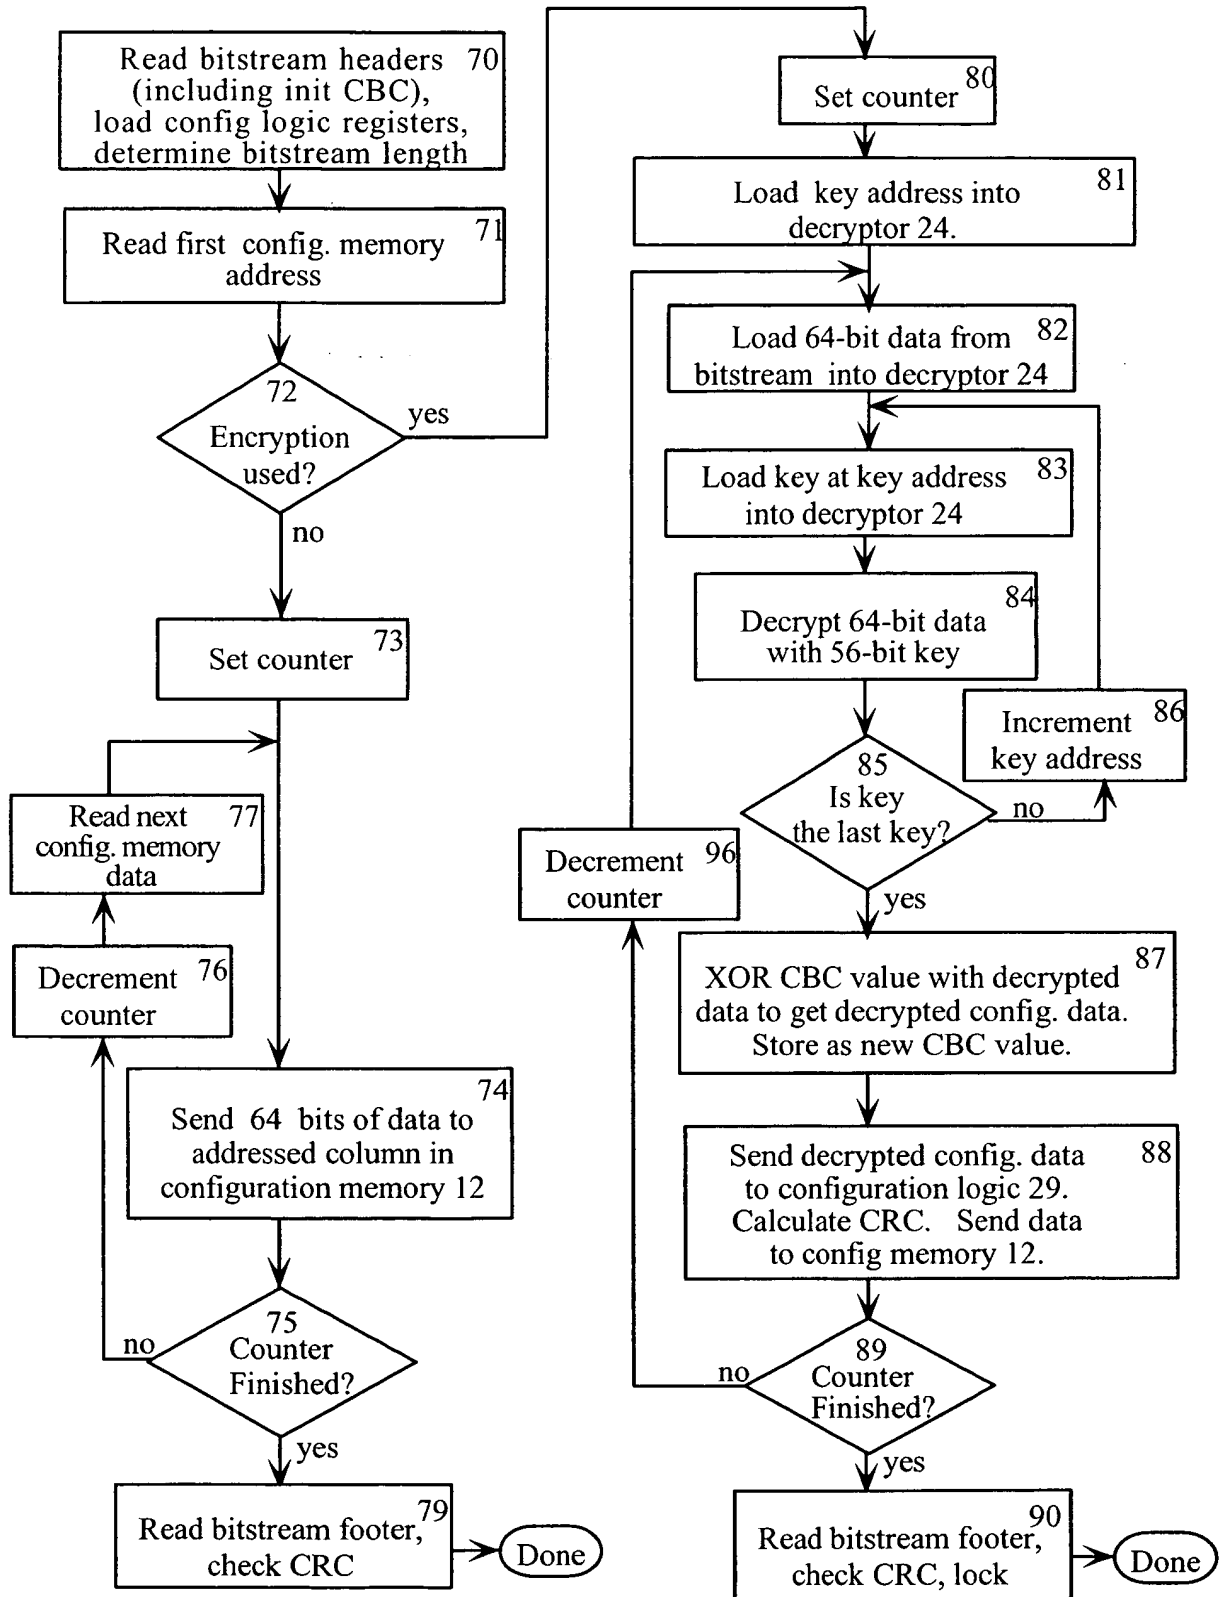 Read bitstream headers 70
(including init CBC),
load config logic registers,
determine bitstream length
71
Read first config. memory
address
72
Encryption
used?
yes
no
Set counter 73
Read next 77
config. memory
data
Decrement 76
counter
74
Send 64 bits of data to
addressed column in
configuration memory 12
75
Counter
Finished?
no
yes
79
Read bitstream footer,
check CRC
Done
80
Set counter
81
Load key address into
decryptor 24.
82
Load 64-bit data from
bitstream into decryptor 24
83
Load key at key address
into decryptor 24
84
Decrypt 64-bit data
with 56-bit key
85
Is key
the last key?
no
yes
Increment 86
key address
Decrement 96
counter
87
XOR CBC value with decrypted
data to get decrypted config. data.
Store as new CBC value.
88
Send decrypted config. data
to configuration logic 29.
Calculate CRC. Send data
to config memory 12.
89
Counter
Finished?
no
yes
90
Read bitstream footer,
check CRC, lock
Done